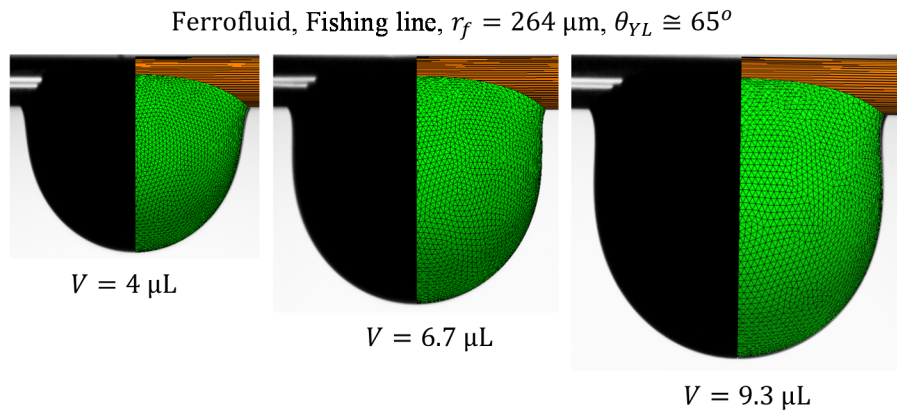 Ferrofluid, Fishing line, r_f = 264 μm, θ_YL ≅ 65^o
V = 4 μL
V = 6.7 μL
V = 9.3 μL